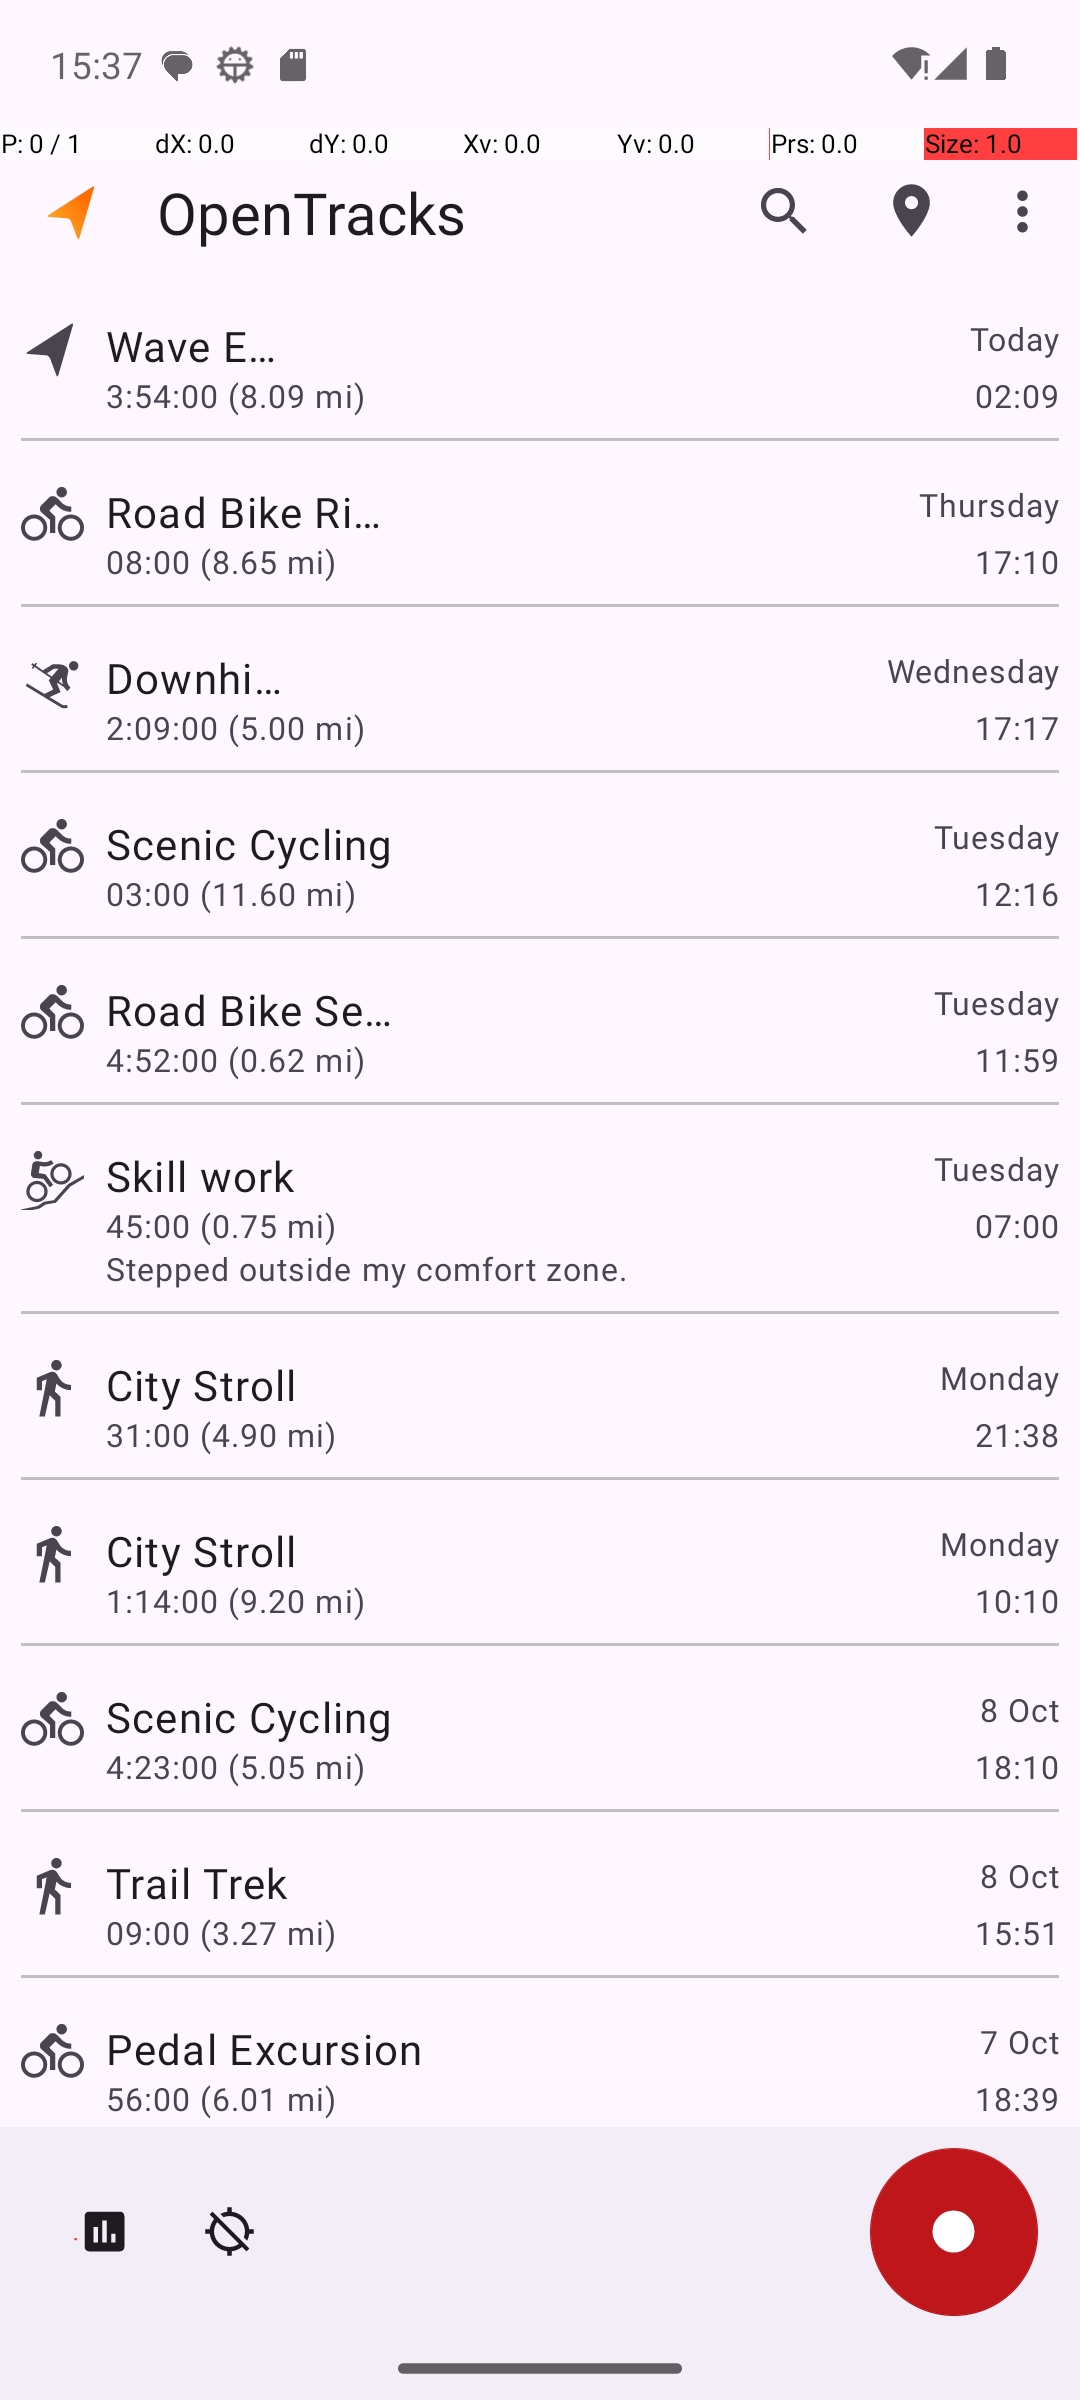 15:37
P: 0 / 1 dX: 0.0 dY: 0.0 Xv: 0.0 Yv: 0.0 Prs: 0.0 Size: 1.0
OpenTracks
Wave E… Today
3:54:00 (8.09 mi) 02:09
Road Bike Ri… Thursday
08:00 (8.65 mi) 17:10
Downhi… Wednesday
2:09:00 (5.00 mi) 17:17
Scenic Cycling Tuesday
03:00 (11.60 mi) 12:16
Road Bike Se… Tuesday
4:52:00 (0.62 mi) 11:59
Skill work Tuesday
45:00 (0.75 mi) 07:00
Stepped outside my comfort zone.
City Stroll Monday
31:00 (4.90 mi) 21:38
City Stroll Monday
1:14:00 (9.20 mi) 10:10
Scenic Cycling 8 Oct
4:23:00 (5.05 mi) 18:10
Trail Trek 8 Oct
09:00 (3.27 mi) 15:51
Pedal Excursion 7 Oct
56:00 (6.01 mi) 18:39